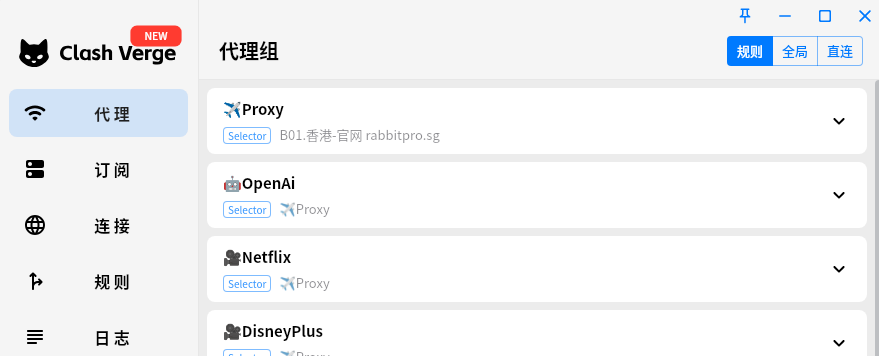 NEW
Clash Verge
代理
订阅
连接
规则
日志
代理组
规则 全局 直连
✈️Proxy
Selector B01.香港-官网 rabbitpro.sg
🤖OpenAi
Selector ✈️Proxy
🎥Netflix
Selector ✈️Proxy
🎥DisneyPlus
Selector ✈️Proxy